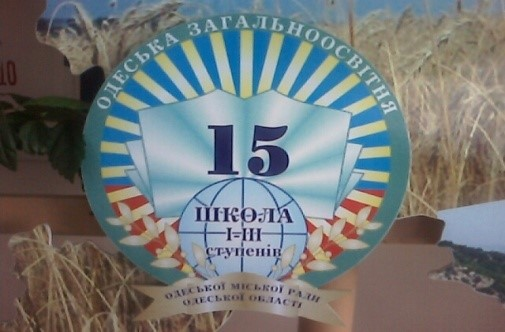 ОДЕСЬКА ЗАГАЛЬНООСВІТНЯ
15
ШКОЛА
І-ІІІ
ступенів
ОДЕСЬКОЇ МІСЬКОЇ РАДИ
ОДЕСЬКОЇ ОБЛАСТІ